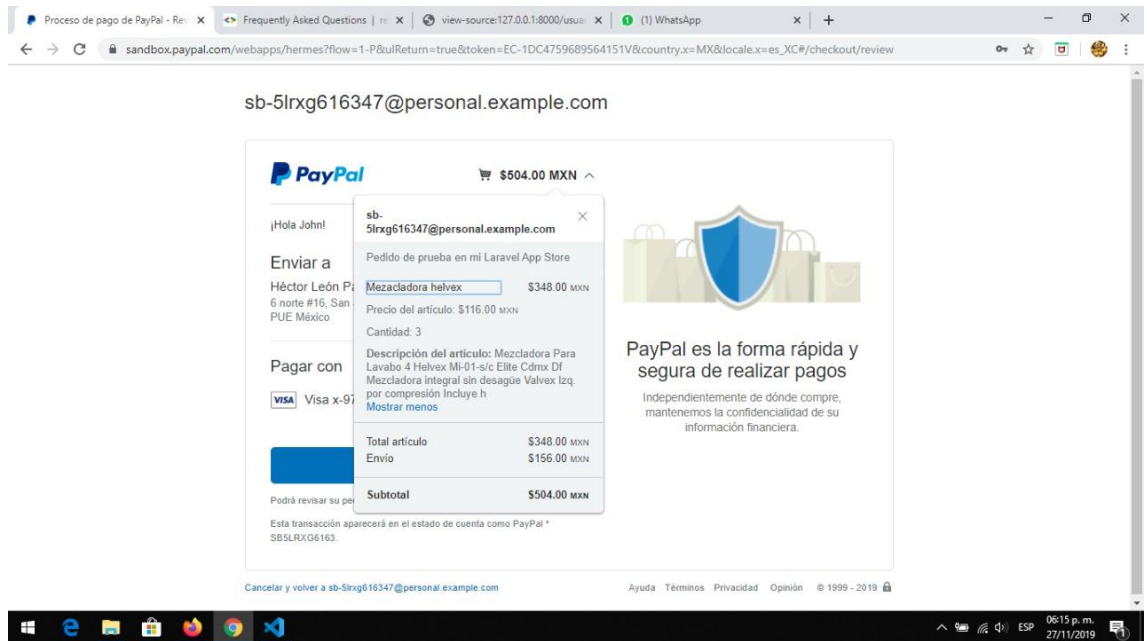 Proceso de pago de PayPal - Rev
Frequently Asked Questions | re
view-source:127.0.0.1:8000/usua
(1) WhatsApp
sandbox.paypal.com/webapps/hermes?flow=1-P&ulReturn=true&token=EC-1DC4759689564151V&country.x=MX&locale.x=es_XC#/checkout/review
sb-5lrxg616347@personal.example.com
PayPal
$504.00 MXN
¡Hola John!
Enviar a
Héctor León Pa
6 norte #16, San
PUE México
Pagar con
VISA Visa x-97
Podrá revisar su pe
Esta transacción aparecerá en el estado de cuenta como PayPal *
SB5LRXG6163.
sb-
5lrxg616347@personal.example.com
Pedido de prueba en mi Laravel App Store
Mezacladora helvex $348.00 MXN
Precio del artículo: $116.00 MXN
Cantidad: 3
Descripción del artículo: Mezcladora Para
Lavabo 4 Helvex Ml-01-s/c Elite Cdmx Df
Mezcladora integral sin desagüe Valvex Izq.
por compresión Incluye h
Mostrar menos
Total artículo $348.00 MXN
Envío $156.00 MXN
Subtotal $504.00 MXN
PayPal es la forma rápida y
segura de realizar pagos
Independientemente de dónde compre,
mantenemos la confidencialidad de su
información financiera.
Cancelar y volver a sb-5lrxg616347@personal.example.com
Ayuda Términos Privacidad Opinión © 1999 - 2019
ESP
06:15 p. m.
27/11/2019